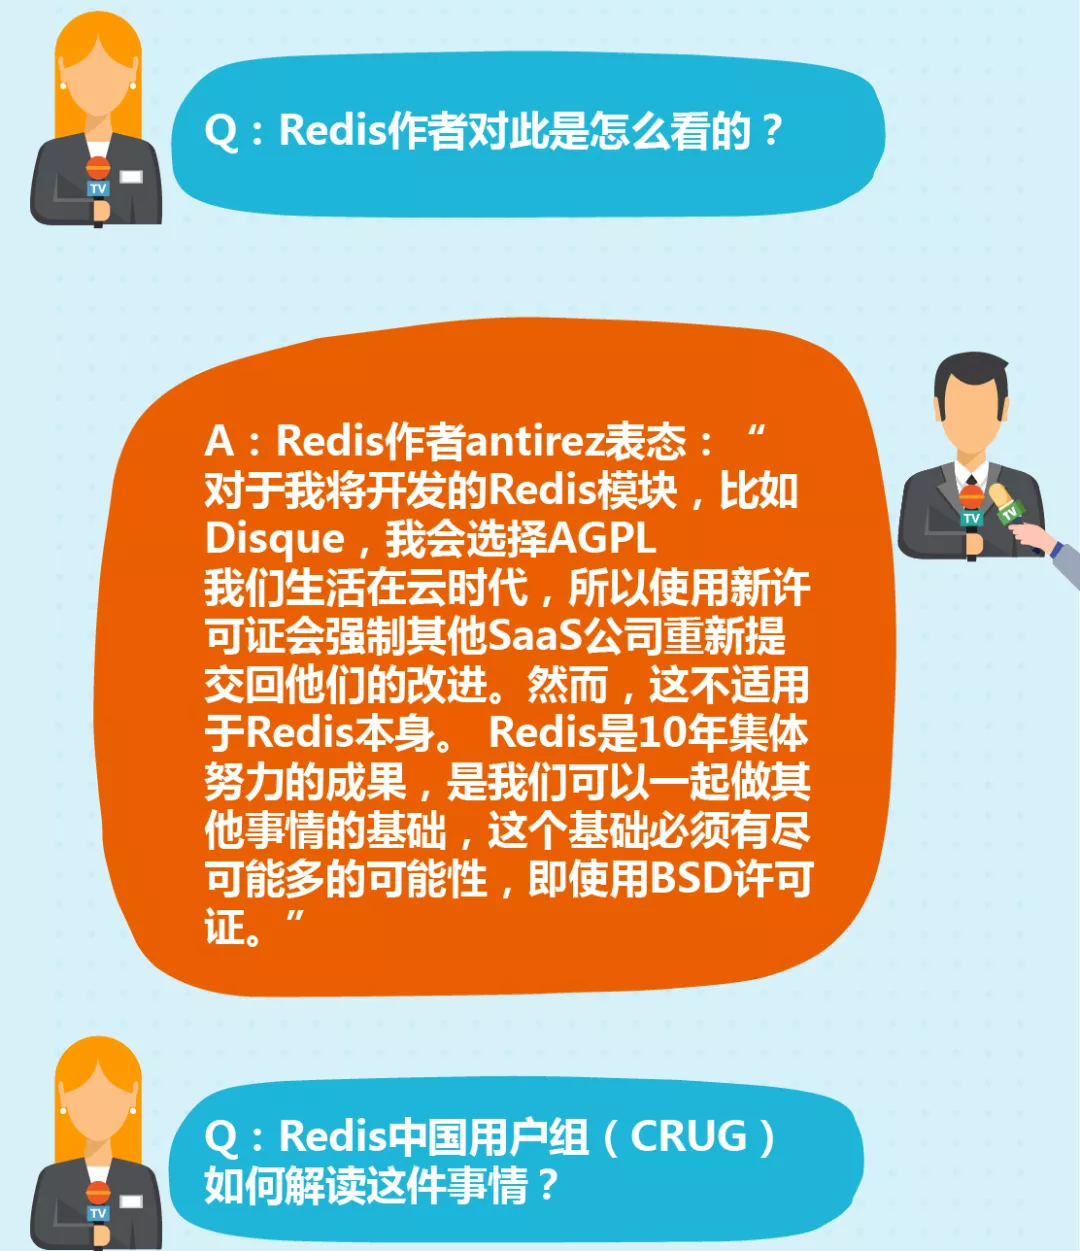 TV
Q：Redis作者对此是怎么看的？
A：Redis作者antirez表态：“
对于我将开发的Redis模块，比如
Disque，我会选择AGPL
我们生活在云时代，所以使用新许
可证会强制其他SaaS公司重新提
交回他们的改进。然而，这不适用
于Redis本身。 Redis是10年集体
努力的成果，是我们可以一起做其
他事情的基础，这个基础必须有尽
可能多的可能性，即使用BSD许可
证。”
TV
TV
Q：Redis中国用户组（CRUG）
如何解读这件事情？
TV